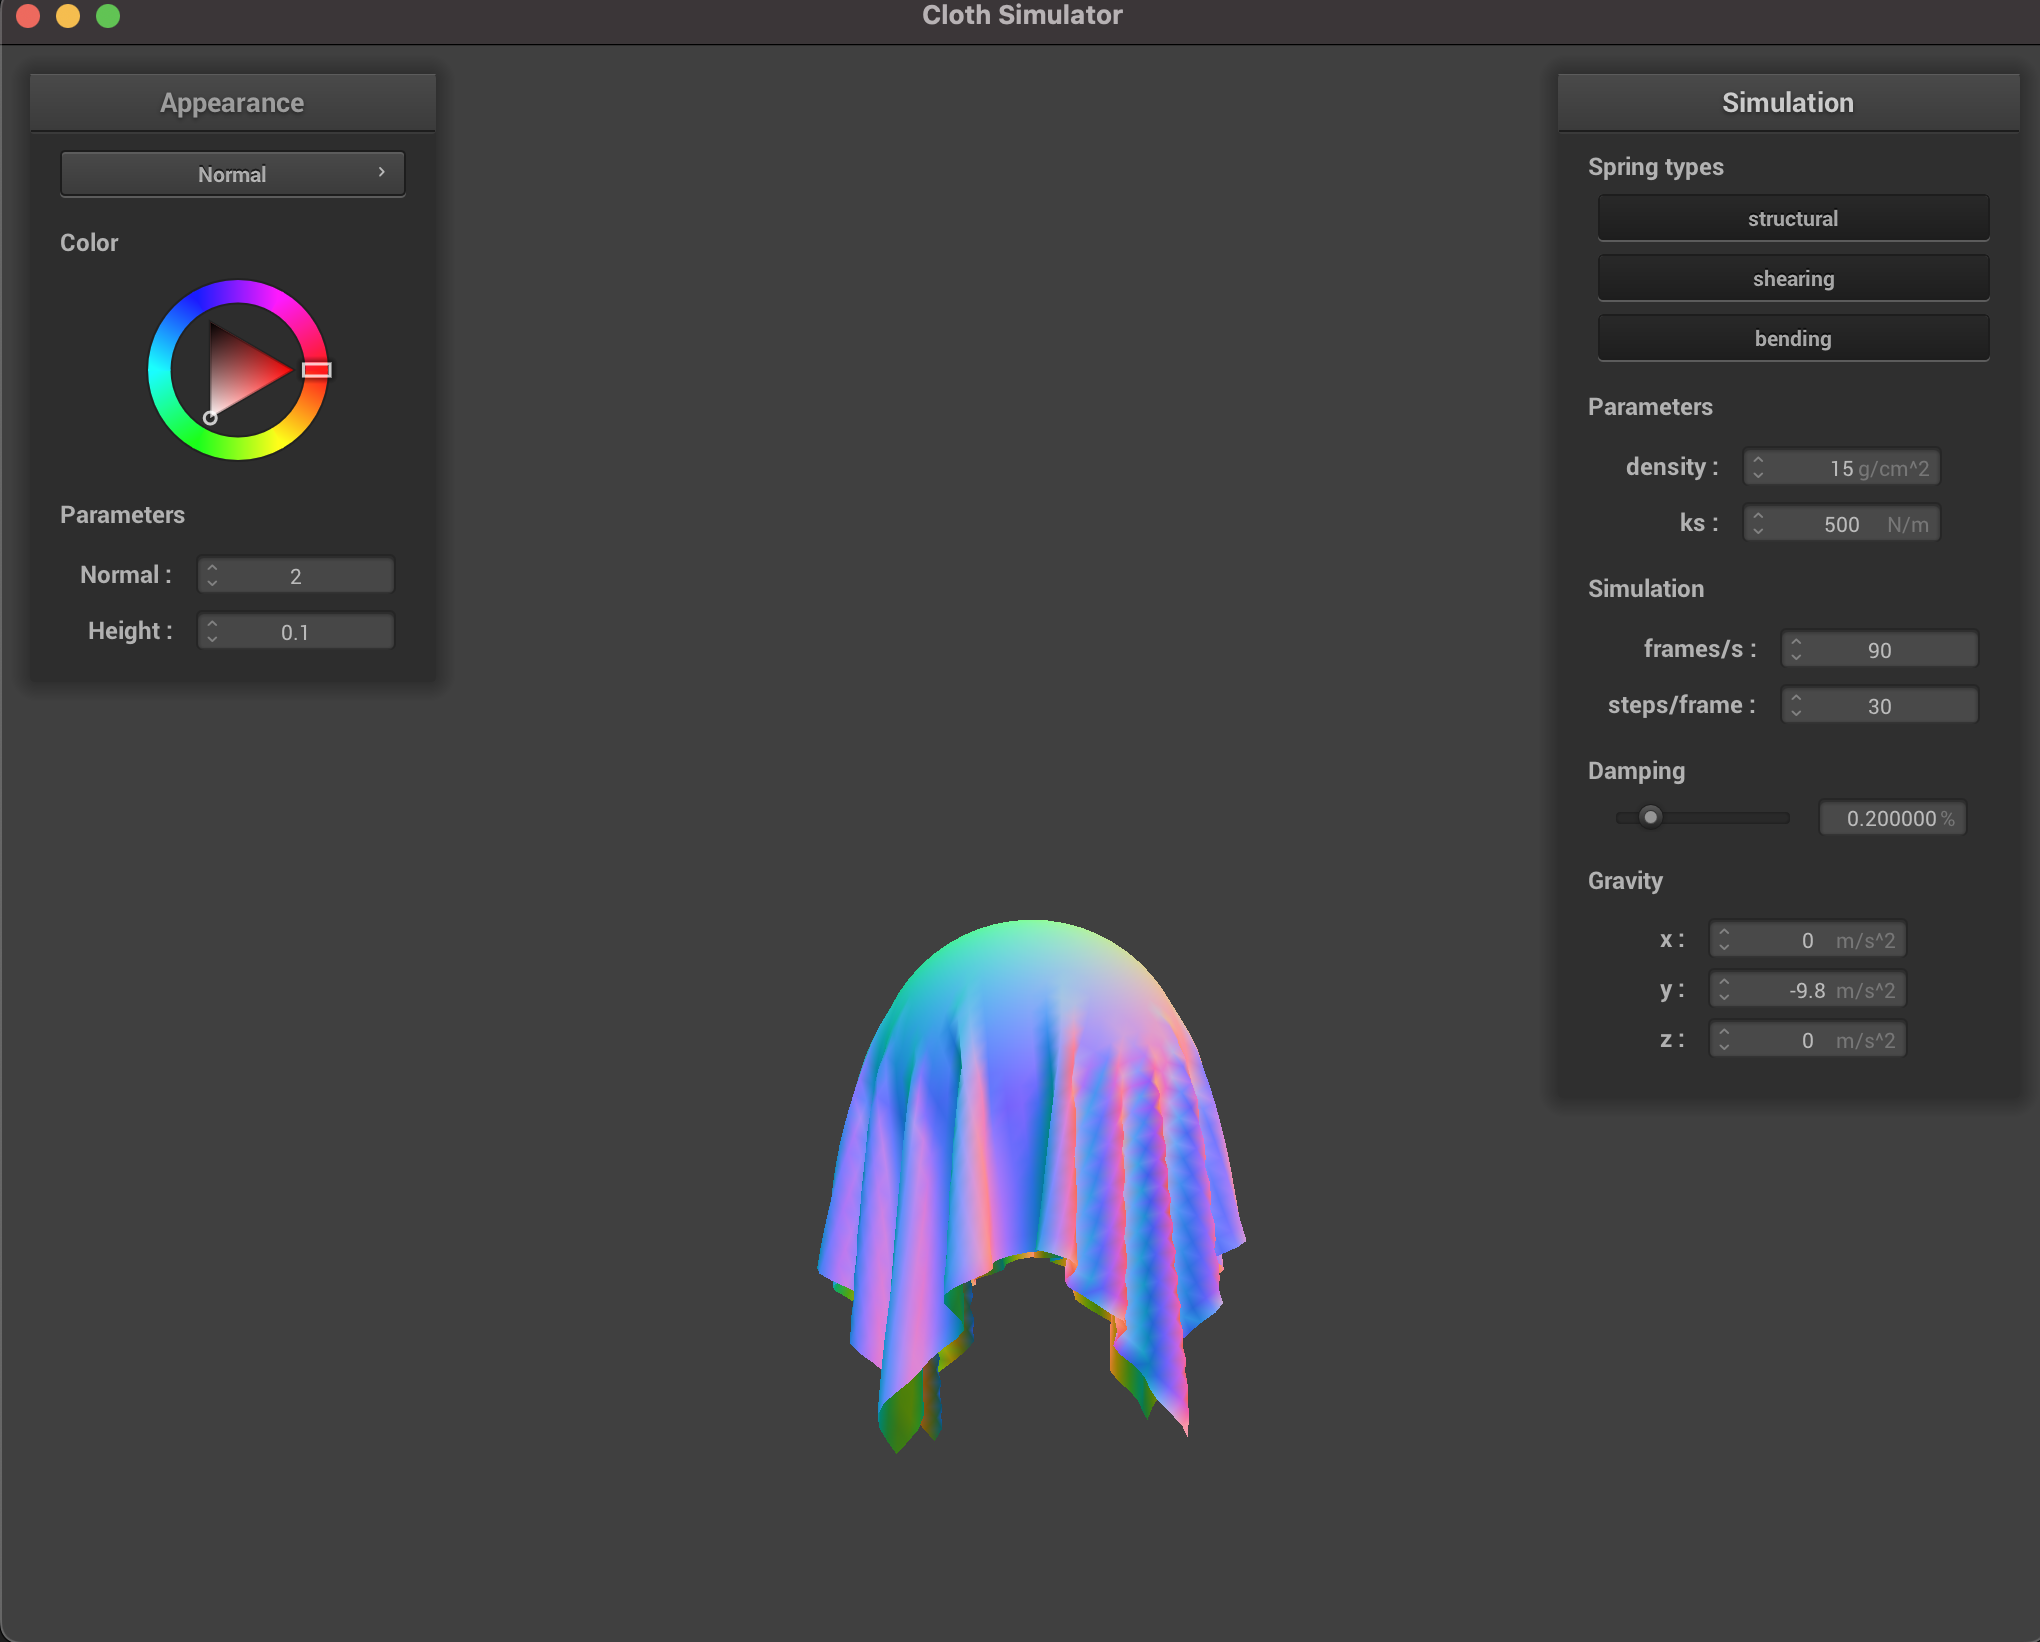 Cloth Simulator
Appearance
Normal
Color
Parameters
Normal : 2
Height : 0.1
Simulation
Spring types
structural
shearing
bending
Parameters
density : 15 g/cm^2
ks : 500 N/m
Simulation
frames/s : 90
steps/frame : 30
Damping
0.200000 %
Gravity
x : 0 m/s^2
y : -9.8 m/s^2
z : 0 m/s^2